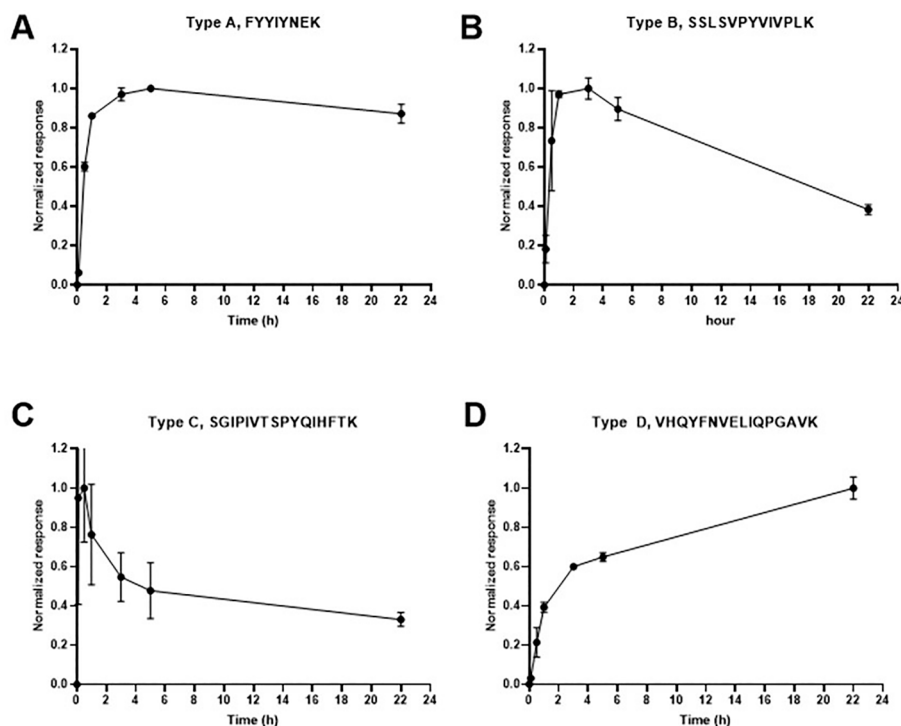 A
Type A, FYYIYNEK
Normalized response
1.2
1.0
0.8
0.6
0.4
0.2
0.0
0 2 4 6 8 10 12 14 16 18 20 22 24
Time (h)
B
Type B, SSLSVPYVIVPLK
Normalized response
1.2
1.0
0.8
0.6
0.4
0.2
0.0
0 2 4 6 8 10 12 14 16 18 20 22 24
hour
C
Type C, SGIPIVTSPYQIHFTK
Normalized response
1.2
1.0
0.8
0.6
0.4
0.2
0.0
0 2 4 6 8 10 12 14 16 18 20 22 24
Time (h)
D
Type D, VHQYFNVELIQPGAVK
Normalized response
1.2
1.0
0.8
0.6
0.4
0.2
0.0
0 2 4 6 8 10 12 14 16 18 20 22 24
Time (h)